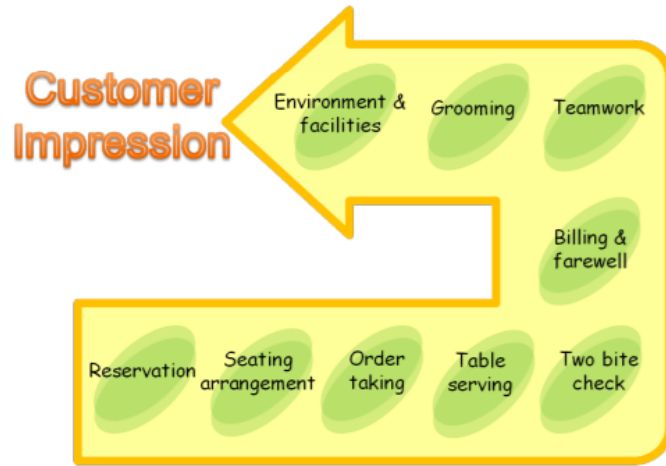 Customer
Impression
Environment &
facilities
Grooming
Teamwork
Billing &
farewell
Reservation
Seating
arrangement
Order
taking
Table
serving
Two bite
check